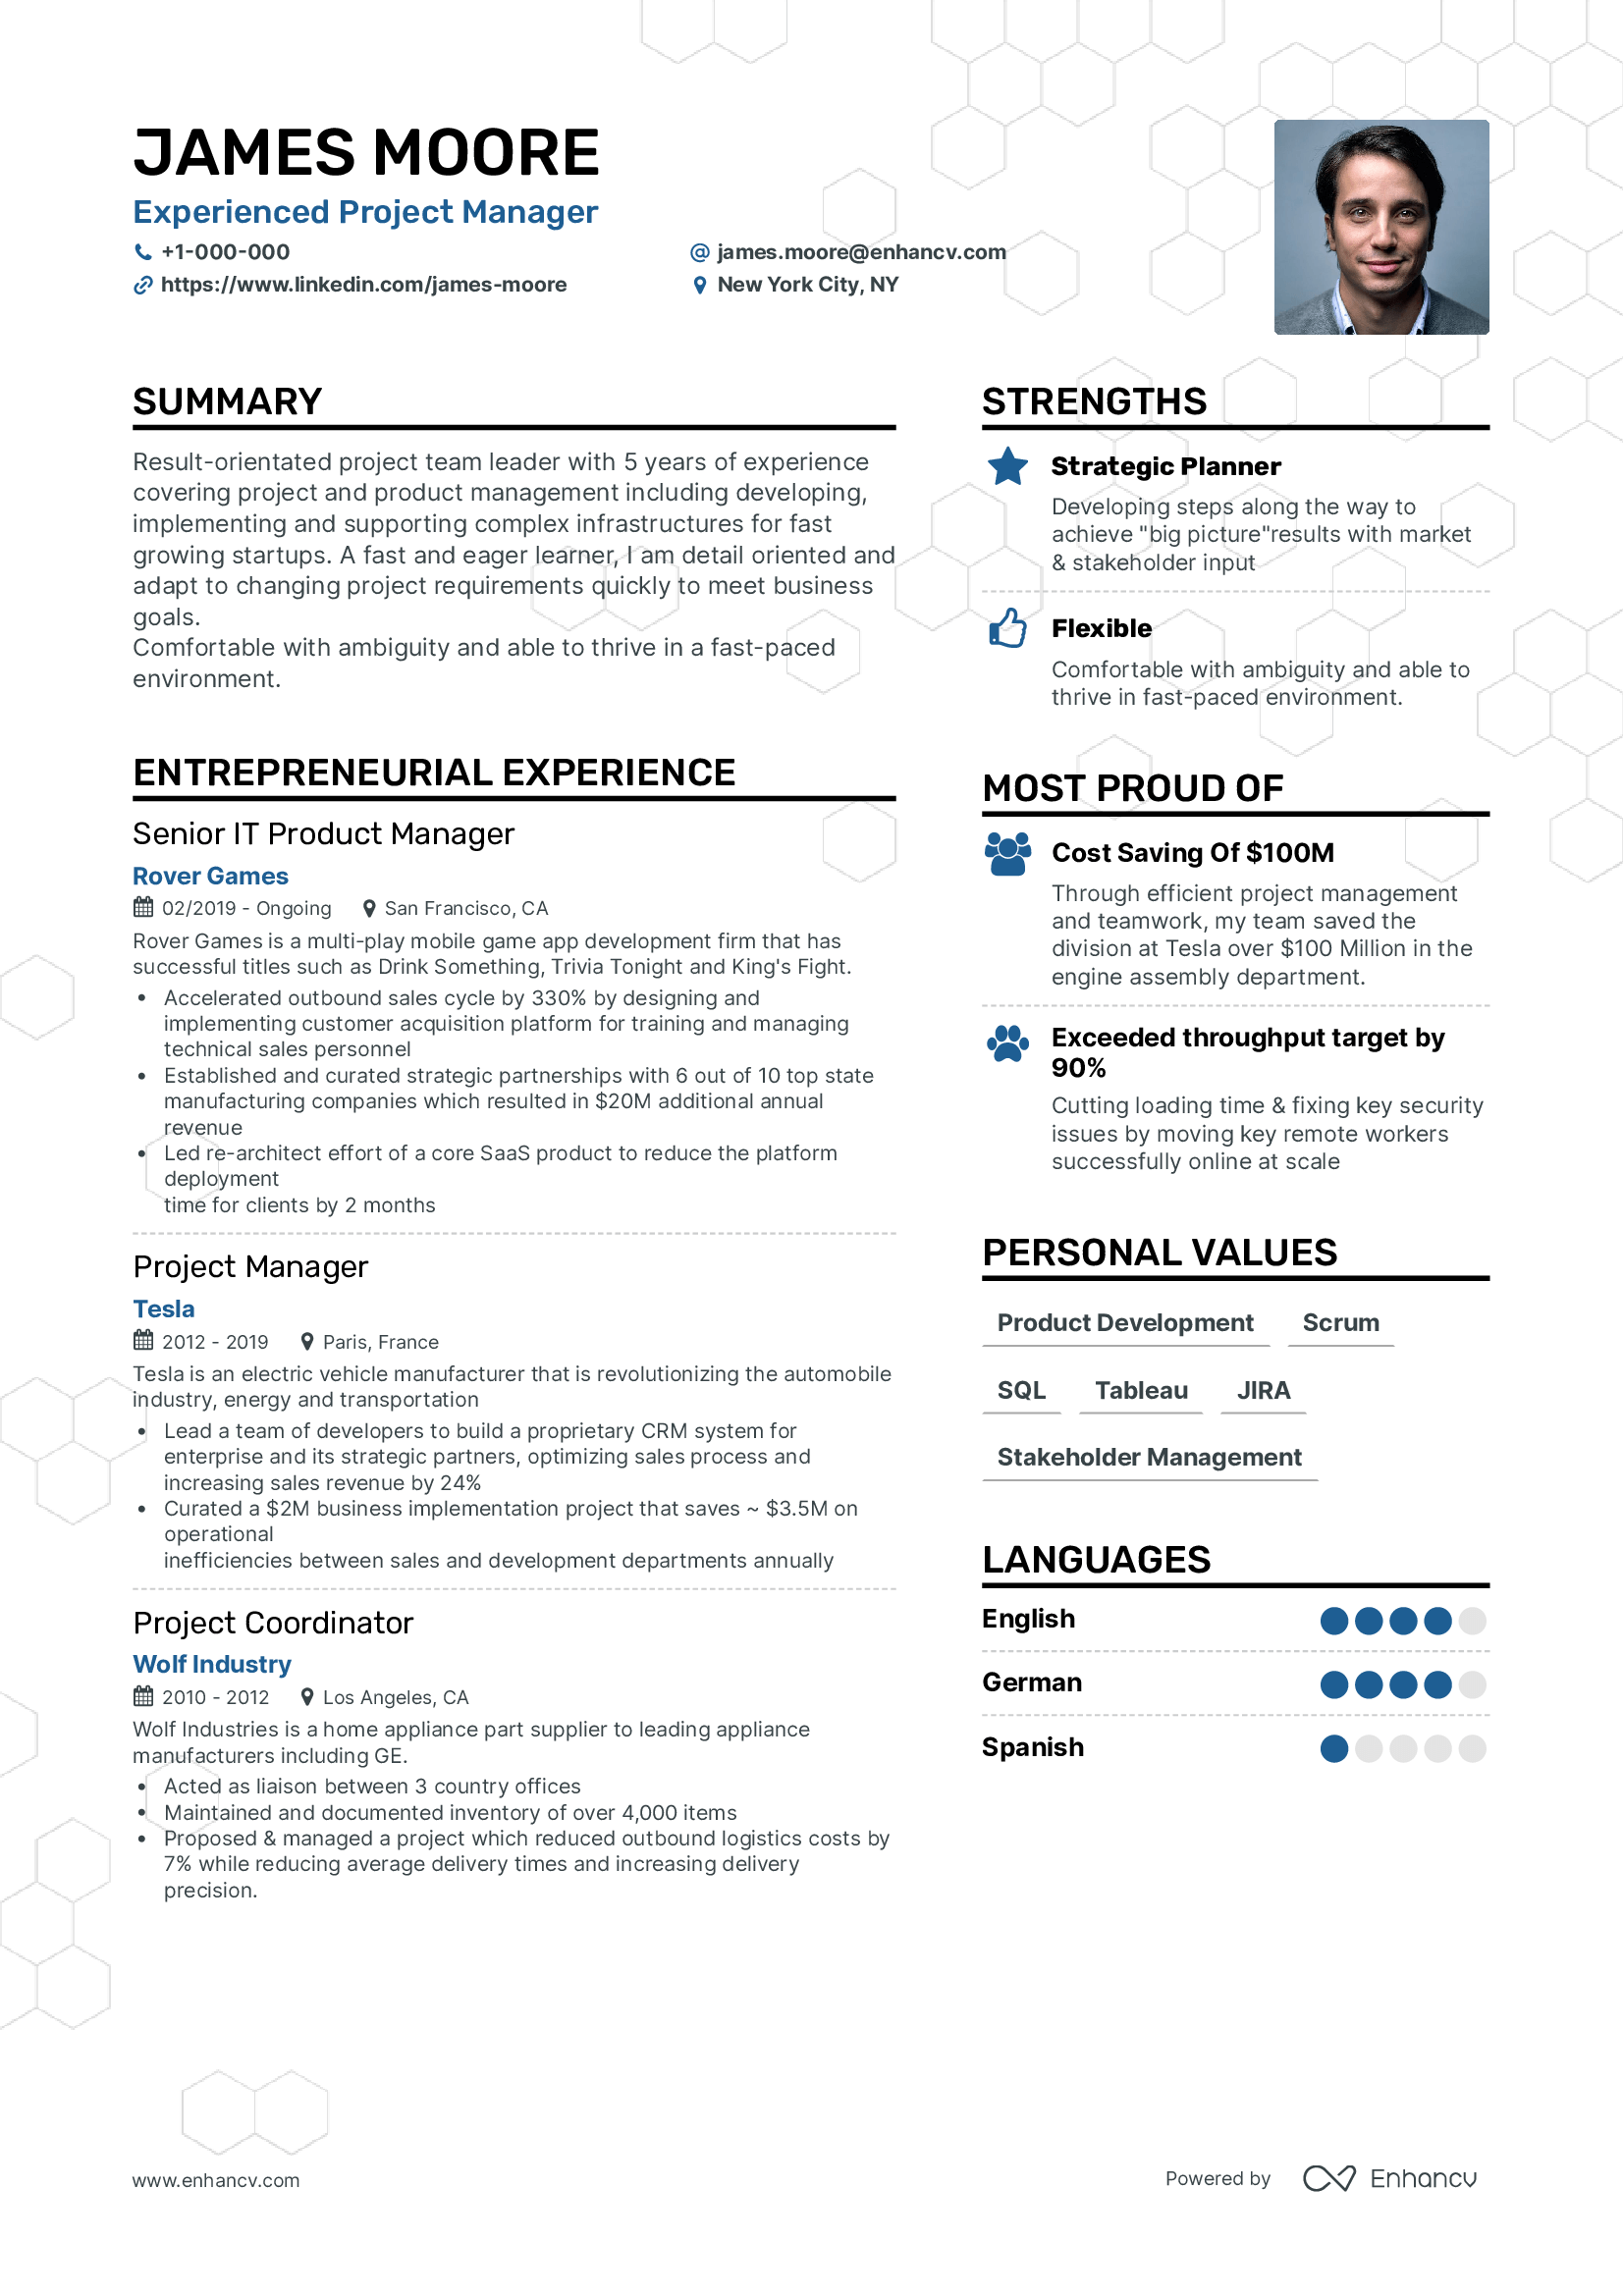 JAMES MOORE
Experienced Project Manager
+1-000-000
james.moore@enhancv.com
https://www.linkedin.com/james-moore
New York City, NY
SUMMARY
Result-orientated project team leader with 5 years of experience
covering project and product management including developing,
implementing and supporting complex infrastructures for fast
growing startups. A fast and eager learner, I am detail oriented and
adapt to changing project requirements quickly to meet business
goals.
Comfortable with ambiguity and able to thrive in a fast-paced
environment.
ENTREPRENEURIAL EXPERIENCE
Senior IT Product Manager
Rover Games
02/2019 - Ongoing San Francisco, CA
Rover Games is a multi-play mobile game app development firm that has
successful titles such as Drink Something, Trivia Tonight and King's Fight.
• Accelerated outbound sales cycle by 330% by designing and
implementing customer acquisition platform for training and managing
technical sales personnel
• Established and curated strategic partnerships with 6 out of 10 top state
manufacturing companies which resulted in $20M additional annual
revenue
• Led re-architect effort of a core SaaS product to reduce the platform
deployment
time for clients by 2 months
Project Manager
Tesla
2012 - 2019 Paris, France
Tesla is an electric vehicle manufacturer that is revolutionizing the automobile
industry, energy and transportation
• Lead a team of developers to build a proprietary CRM system for
enterprise and its strategic partners, optimizing sales process and
increasing sales revenue by 24%
• Curated a $2M business implementation project that saves ~ $3.5M on
operational
inefficiencies between sales and development departments annually
Project Coordinator
Wolf Industry
2010 - 2012 Los Angeles, CA
Wolf Industries is a home appliance part supplier to leading appliance
manufacturers including GE.
• Acted as liaison between 3 country offices
• Maintained and documented inventory of over 4,000 items
• Proposed & managed a project which reduced outbound logistics costs by
7% while reducing average delivery times and increasing delivery
precision.
STRENGTHS
Strategic Planner
Developing steps along the way to
achieve "big picture"results with market
& stakeholder input
Flexible
Comfortable with ambiguity and able to
thrive in fast-paced environment.
MOST PROUD OF
Cost Saving Of $100M
Through efficient project management
and teamwork, my team saved the
division at Tesla over $100 Million in the
engine assembly department.
Exceeded throughput target by
90%
Cutting loading time & fixing key security
issues by moving key remote workers
successfully online at scale
PERSONAL VALUES
Product Development Scrum
SQL Tableau JIRA
Stakeholder Management
LANGUAGES
English
German
Spanish
www.enhancv.com
Powered by Enhancv